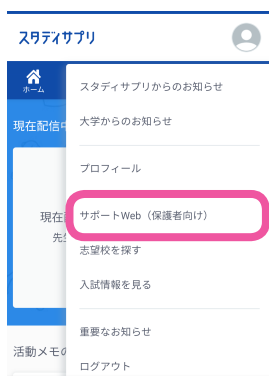 スタディサプリ
ホーム
スタディサプリからのお知らせ
大学からのお知らせ
現在配信中
プロフィール
サポートWeb（保護者向け）
現在
先生
志望校を探す
入試情報を見る
重要なお知らせ
活動メモの
ログアウト